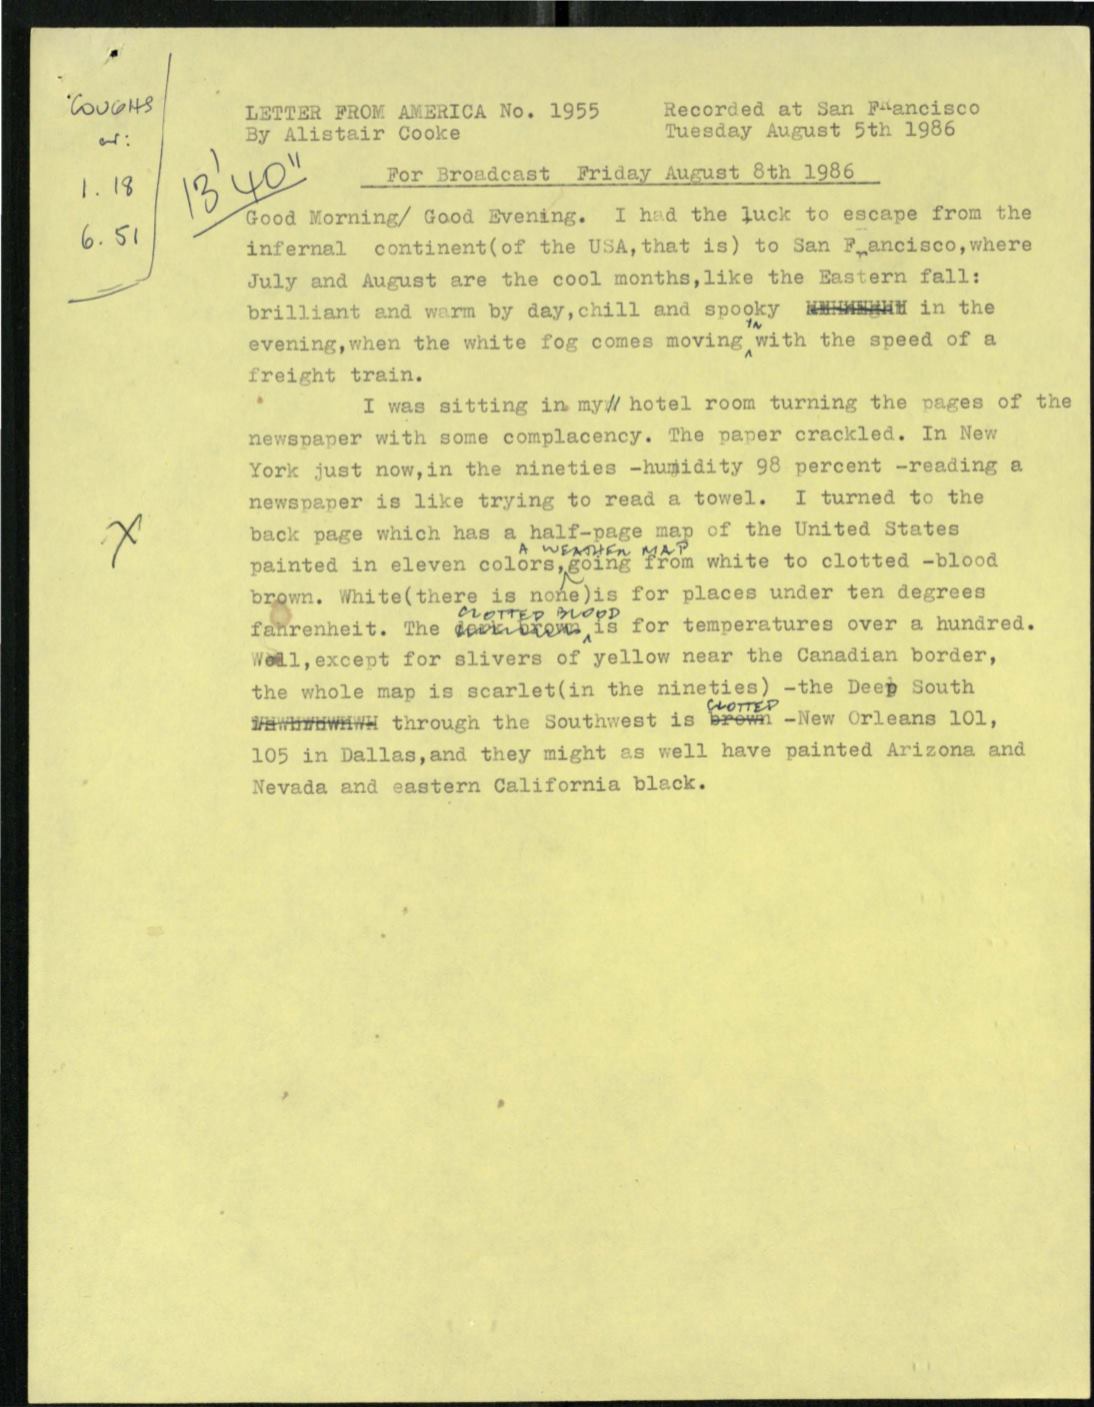 COUGHS
at:
1.18
6.51
13' 40"
LETTER FROM AMERICA No. 1955 Recorded at San FRancisco
By Alistair Cooke Tuesday August 5th 1986
For Broadcast Friday August 8th 1986
Good Morning/ Good Evening. I had the luck to escape from the
infernal continent(of the USA,that is) to San Francisco,where
July and August are the cool months,like the Eastern fall:
brilliant and warm by day,chill and spooky in the
evening,when the white fog comes moving IN with the speed of a
freight train.
I was sitting in my// hotel room turning the pages of the
newspaper with some complacency. The paper crackled. In New
York just now,in the nineties -humidity 98 percent -reading a
newspaper is like trying to read a towel. I turned to the
X
back page which has a half-page map of the United States
painted in eleven colors, A WEATHER MAP going from white to clotted -blood
brown. White(there is none)is for places under ten degrees
fahrenheit. The dark brown CLOTTED BLOOD is for temperatures over a hundred.
Well,except for slivers of yellow near the Canadian border,
the whole map is scarlet(in the nineties) -the Deep South
through the Southwest is brown CLOTTED -New Orleans 101,
105 in Dallas,and they might as well have painted Arizona and
Nevada and eastern California black.